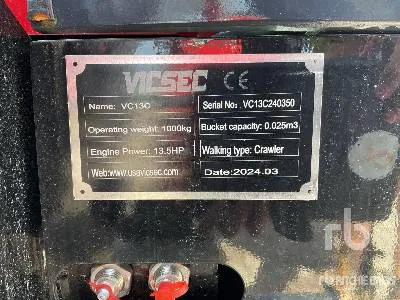 VICSEC CE
Name: VC13C
Serial No: VC13C240350
Operating weight: 1000kg
Bucket capacity: 0.025m3
Engine Power: 13.5HP
Walking type: Crawler
Web:www.usavicsec.com
Date:2024.03
rb
RITCHIE BROS